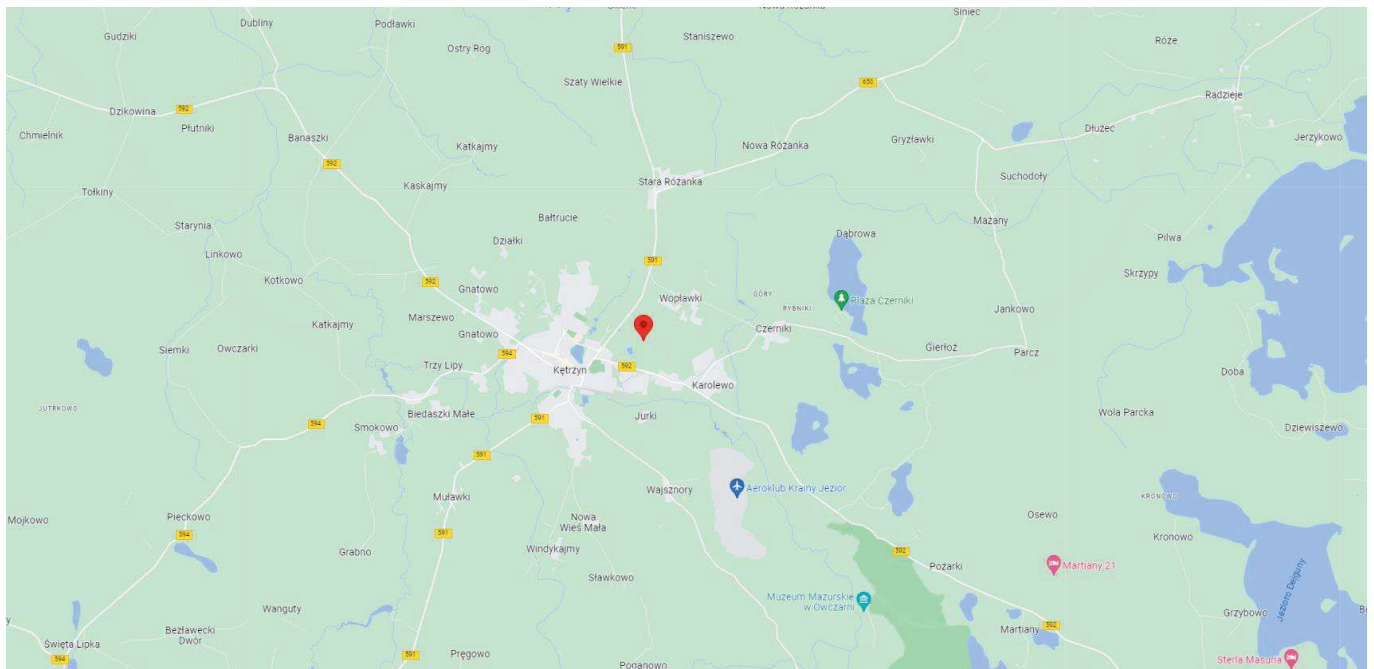 Siniec
Dubliny
Podławki
Gudziki
Staniszewo
Róże
Ostry Róg
591
Szaty Wielkie
650
Radzieje
592
Dzikowina
Dłużec
Płutniki
Chmielnik
Banaszki
Gryzławki
Jerzykowo
Katkajmy
Nowa Różanka
592
Suchodoły
Stara Różanka
Kaskajmy
Tołkiny
Bałtrucie
Mażany
Starynia
Dąbrowa
Działki
Pilwa
Linkowo
591
Skrzypy
Kotkowo
592
Gnatowo
GÓRY
Wopławki
Plaża Czerniki
RYBNIKI
Jankowo
Marszewo
Katkajmy
Czerniki
Gnatowo
Siemki
Owczarki
Gierłoż
Parcz
594
Trzy Lipy
592
Kętrzyn
Doba
Karolewo
JUTRKOWO
Biedaszki Małe
Jurki
Wola Parcka
591
594
Smokowo
Dziewiszewo
591
Aeroklub Krainy Jezior
Wajsznory
Muławki
KRONOWO
Mojkowo
Pieckowo
Nowa
Wieś Mała
Osewo
594
591
Kronowo
Grabno
Windykajmy
592
Pożarki
Martiany 21
Sławkowo
Jezioro Dejguny
Muzeum Mazurskie
w Owczarni
Wanguty
Grzybowo
Bezławecki
Dwór
592
Martiany
Święta Lipka
591
Pręgowo
594
Sterla Masuria
Poganowo